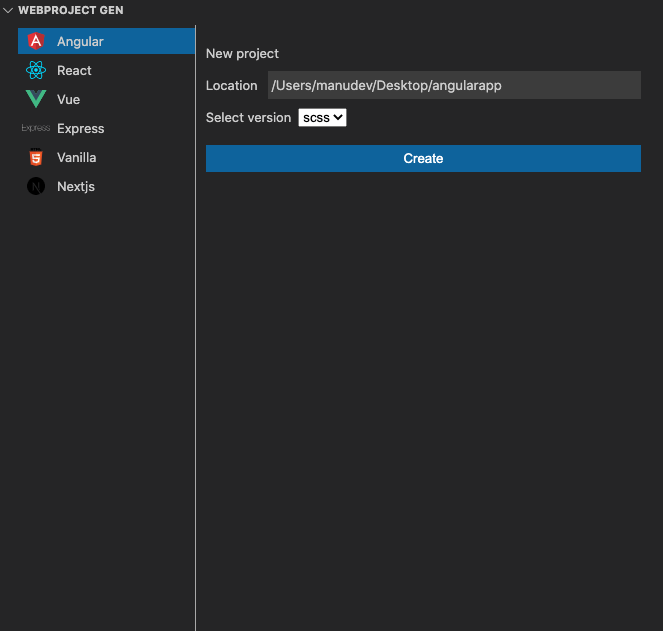 WEBPROJECT GEN
Angular
React
Vue
Express Express
Vanilla
Nextjs
New project
Location /Users/manudev/Desktop/angularapp
Select version scss
Create